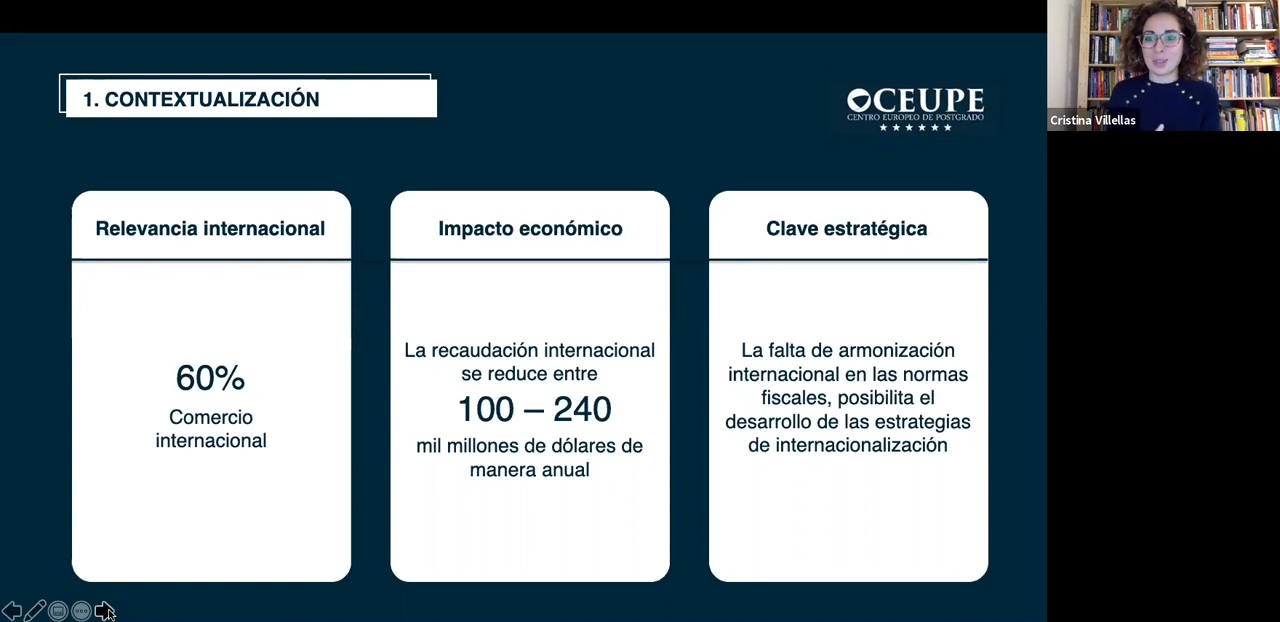 1. CONTEXTUALIZACIÓN
CEUPE
CENTRO EUROPEO DE POSTGRADO
Cristina Villellas
Relevancia internacional
60%
Comercio
internacional
Impacto económico
La recaudación internacional
se reduce entre
100 – 240
mil millones de dólares de
manera anual
Clave estratégica
La falta de armonización
internacional en las normas
fiscales, posibilita el
desarrollo de las estrategias
de internacionalización